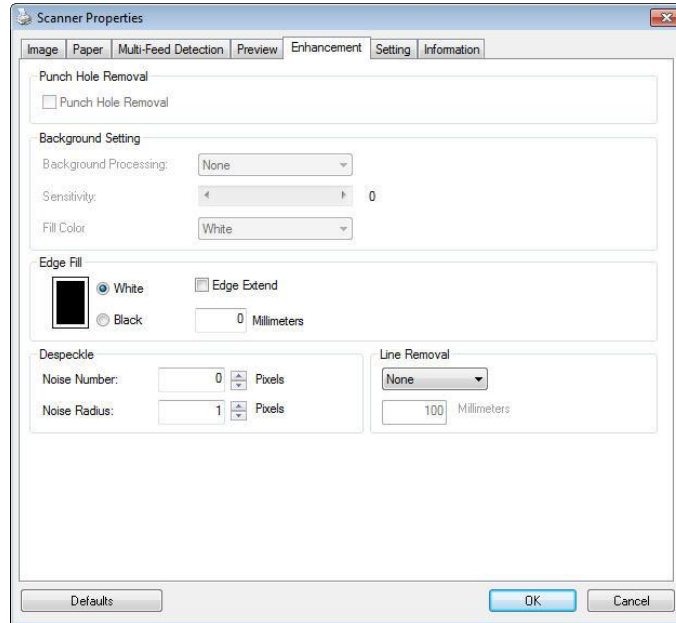 Scanner Properties
Image Paper Multi-Feed Detection Preview Enhancement Setting Information
Punch Hole Removal
Punch Hole Removal
Background Setting
Background Processing: None
Sensitivity: 0
Fill Color White
Edge Fill
White Edge Extend
Black 0 Millimeters
Despeckle Line Removal
Noise Number: 0 Pixels None
Noise Radius: 1 Pixels 100 Millimeters
Defaults OK Cancel